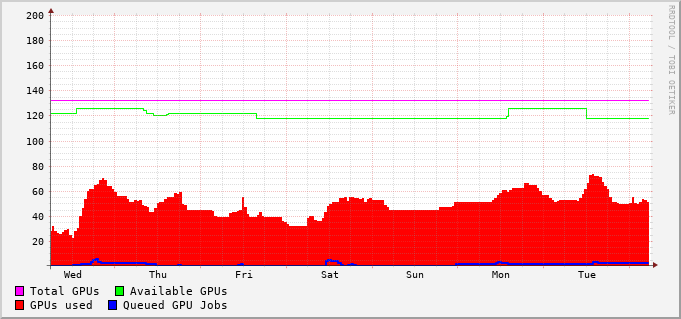 RRDTOOL / TOBI OETIKER
200
180
160
140
120
100
80
60
40
20
Wed Thu Fri Sat Sun Mon Tue
Total GPUs Available GPUs
GPUs used Queued GPU Jobs